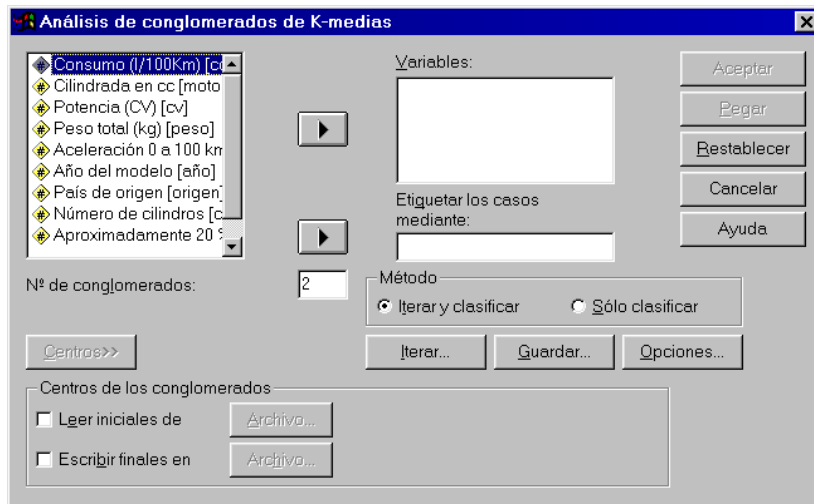 Análisis de conglomerados de K-medias
Consumo (l/100Km) [co
Cilindrada en cc [moto
Potencia (CV) [cv]
Peso total (kg) [peso]
Aceleración 0 a 100 km
Año del modelo [año]
País de origen [origen]
Número de cilindros [c
Aproximadamente 20 %
Variables:
Etiquetar los casos
mediante:
Aceptar
Pegar
Restablecer
Cancelar
Ayuda
Nº de conglomerados:
2
Método
Iterar y clasificar
Sólo clasificar
Centros>>
Iterar...
Guardar...
Opciones...
Centros de los conglomerados
Leer iniciales de
Archivo...
Escribir finales en
Archivo...